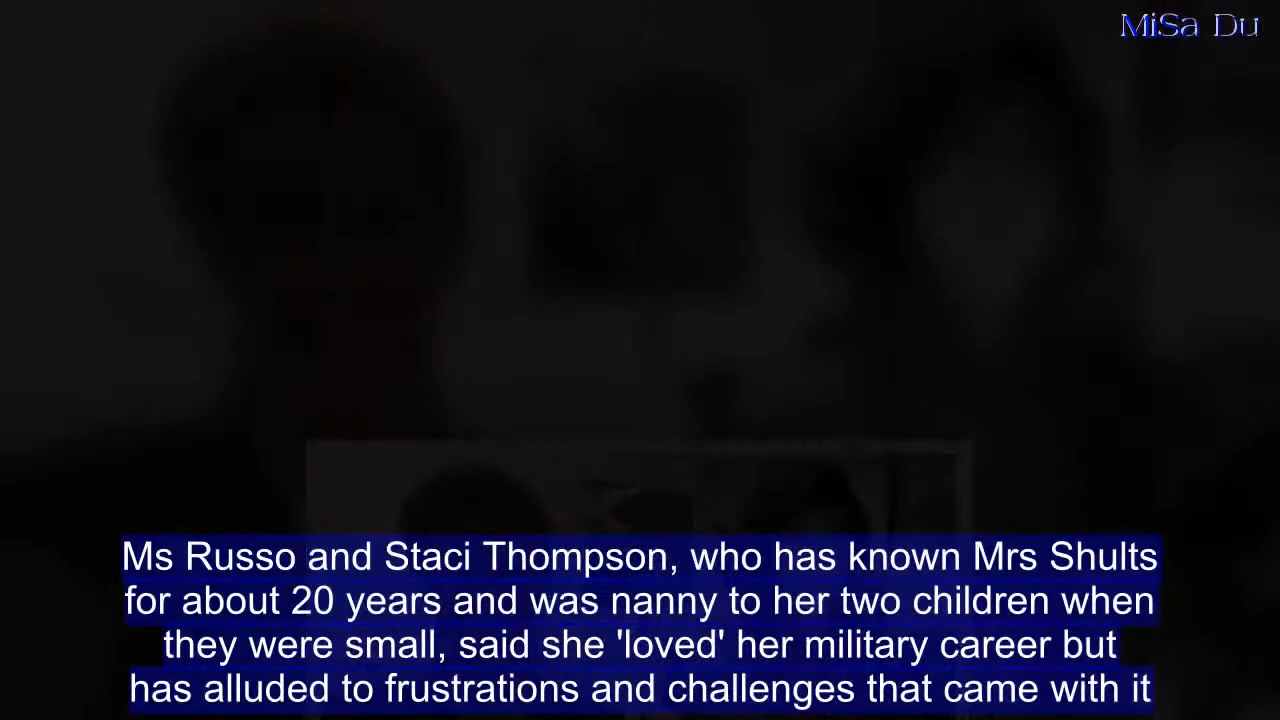 MiSa Du
Ms Russo and Staci Thompson, who has known Mrs Shults
for about 20 years and was nanny to her two children when
they were small, said she 'loved' her military career but
has alluded to frustrations and challenges that came with it